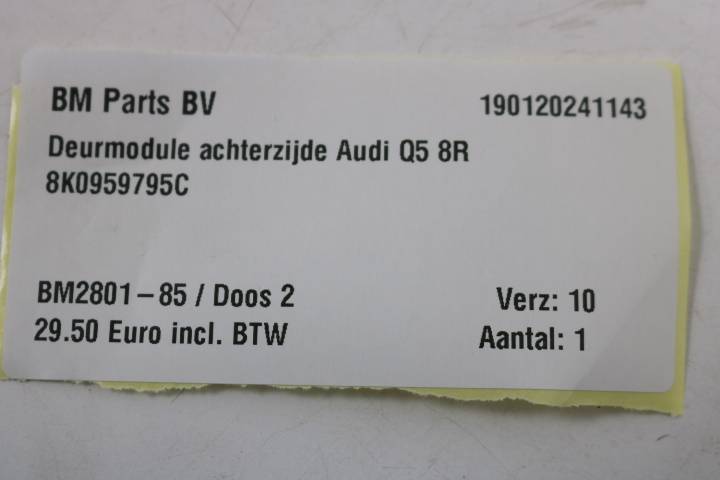 BM Parts BV 190120241143
Deurmodule achterzijde Audi Q5 8R
8K0959795C
BM2801-85 / Doos 2 Verz: 10
29.50 Euro incl. BTW Aantal: 1